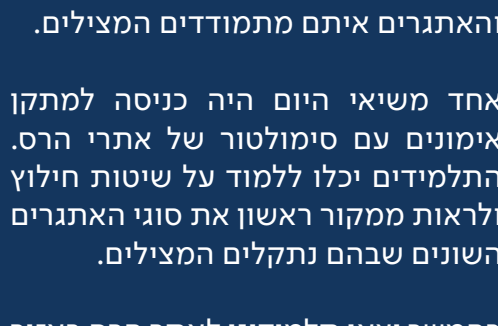 והאתגרים איתם מתמודדים המצילים.
אחד משיאי היום היה כניסה למתקן
אימונים עם סימולטור של אתרי הרס.
התלמידים יכלו ללמוד על שיטות חילוץ
ולראות ממקור ראשון את סוגי האתגרים
השונים שבהם נתקלים המצילים.